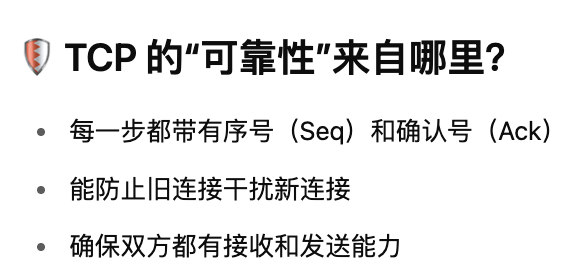 🛡️ TCP 的“可靠性”来自哪里？
• 每一步都带有序号（Seq）和确认号（Ack）
• 能防止旧连接干扰新连接
• 确保双方都有接收和发送能力